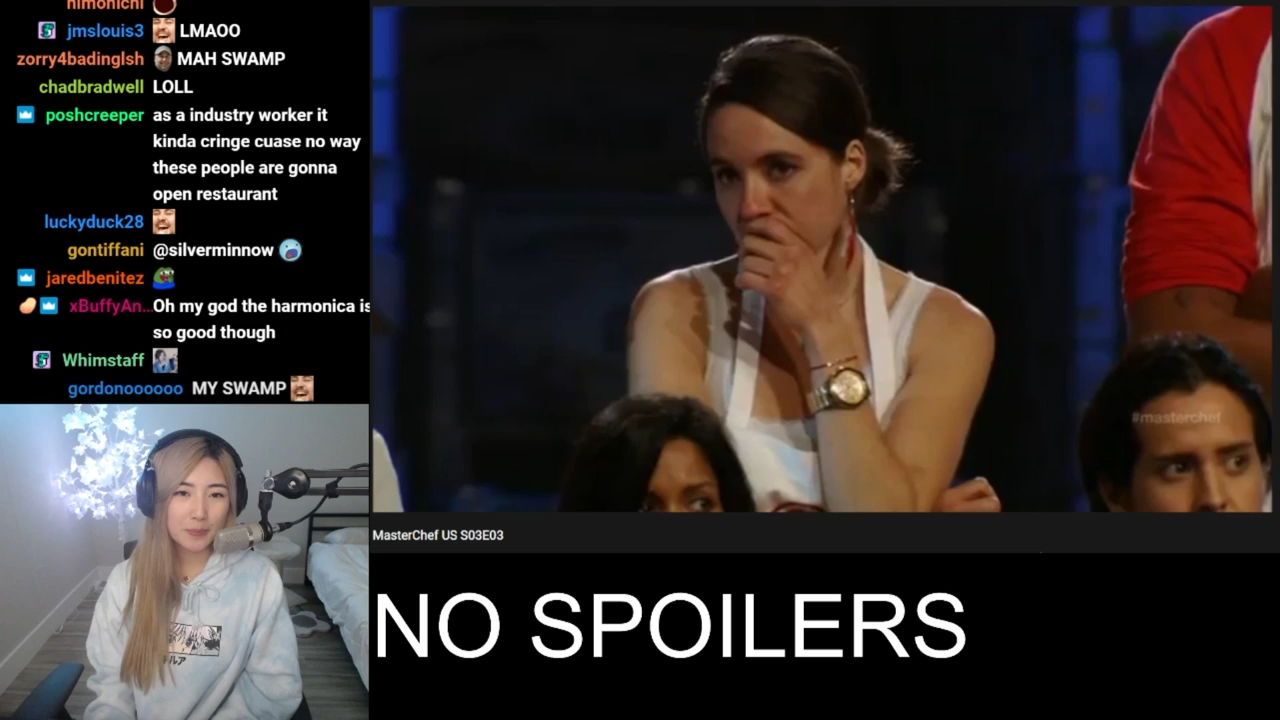 himonichi
jmslouis3 LMAOO
zorry4badinglsh MAH SWAMP
chadbradwell LOLL
poshcreeper as a industry worker it
kinda cringe cuase no way
these people are gonna
open restaurant
luckyduck28
gontiffani @silverminnow
jaredbenitez
xBuffyAn... Oh my god the harmonica is
so good though
Whimstaff
gordonoooooo MY SWAMP
#masterchef
MasterChef US S03E03
NO SPOILERS